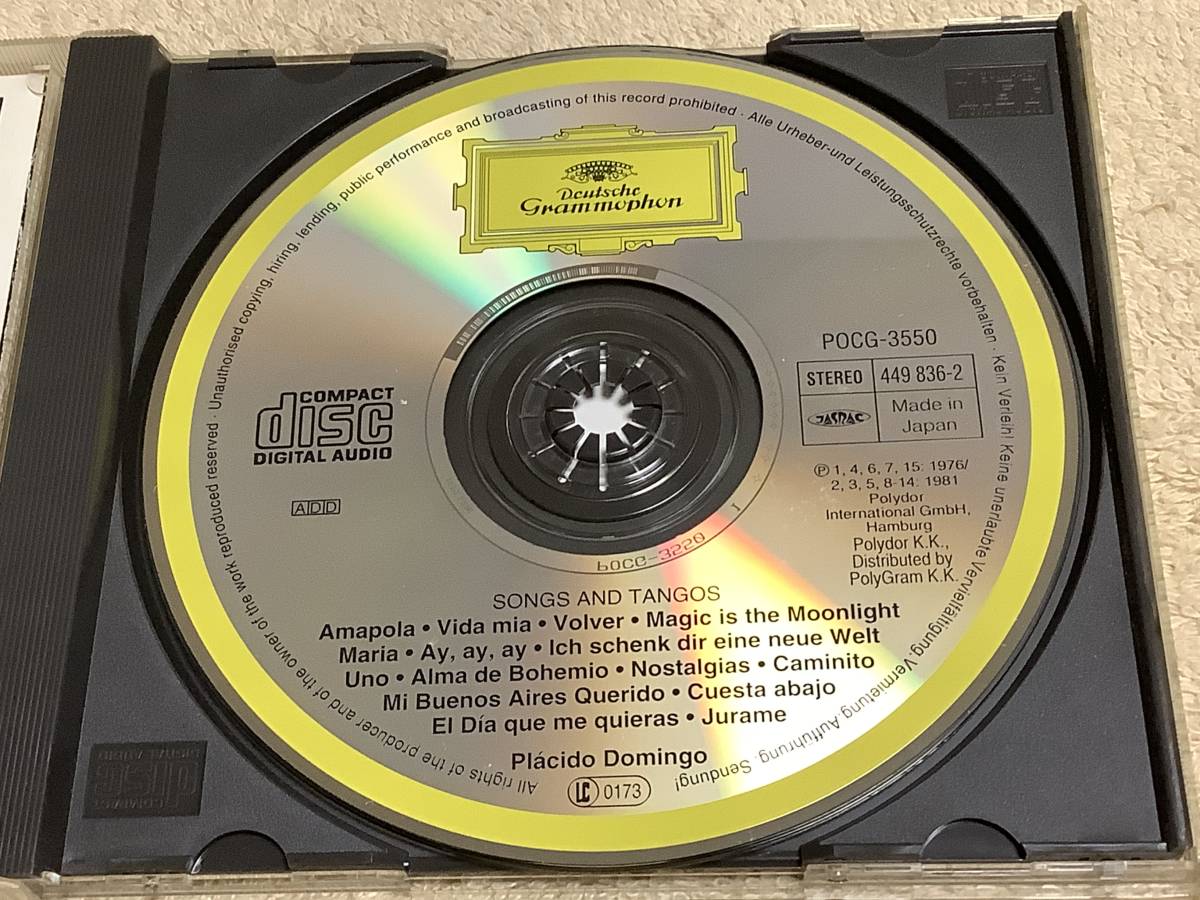 Deutsche
Grammophon
All rights of the producer and of the owner of the work reproduced reserved · Unauthorised copying, hiring, lending, public performance and broadcasting of this record prohibited · Alle Urheber-und Leistungsschutzrechte vorbehalten · Kein Verleih! Keine unerlaubte Vervielfältigung, Vermietung, Aufführung, Sendung!
COMPACT
disc
DIGITAL AUDIO
ADD
POCG-3550
STEREO 449 836-2
JASRAC Made in
Japan
℗ 1, 4, 6, 7, 15: 1976/
2, 3, 5, 8-14: 1981
Polydor
International GmbH,
Hamburg
Polydor K.K.,
Distributed by
PolyGram K.K.
SONGS AND TANGOS
Amapola • Vida mia • Volver • Magic is the Moonlight
Maria • Ay, ay, ay • Ich schenk dir eine neue Welt
Uno • Alma de Bohemio • Nostalgias • Caminito
Mi Buenos Aires Querido • Cuesta abajo
El Día que me quieras • Jurame
Plácido Domingo
LC 0173
COMPACT
disc
DIGITAL AUDIO